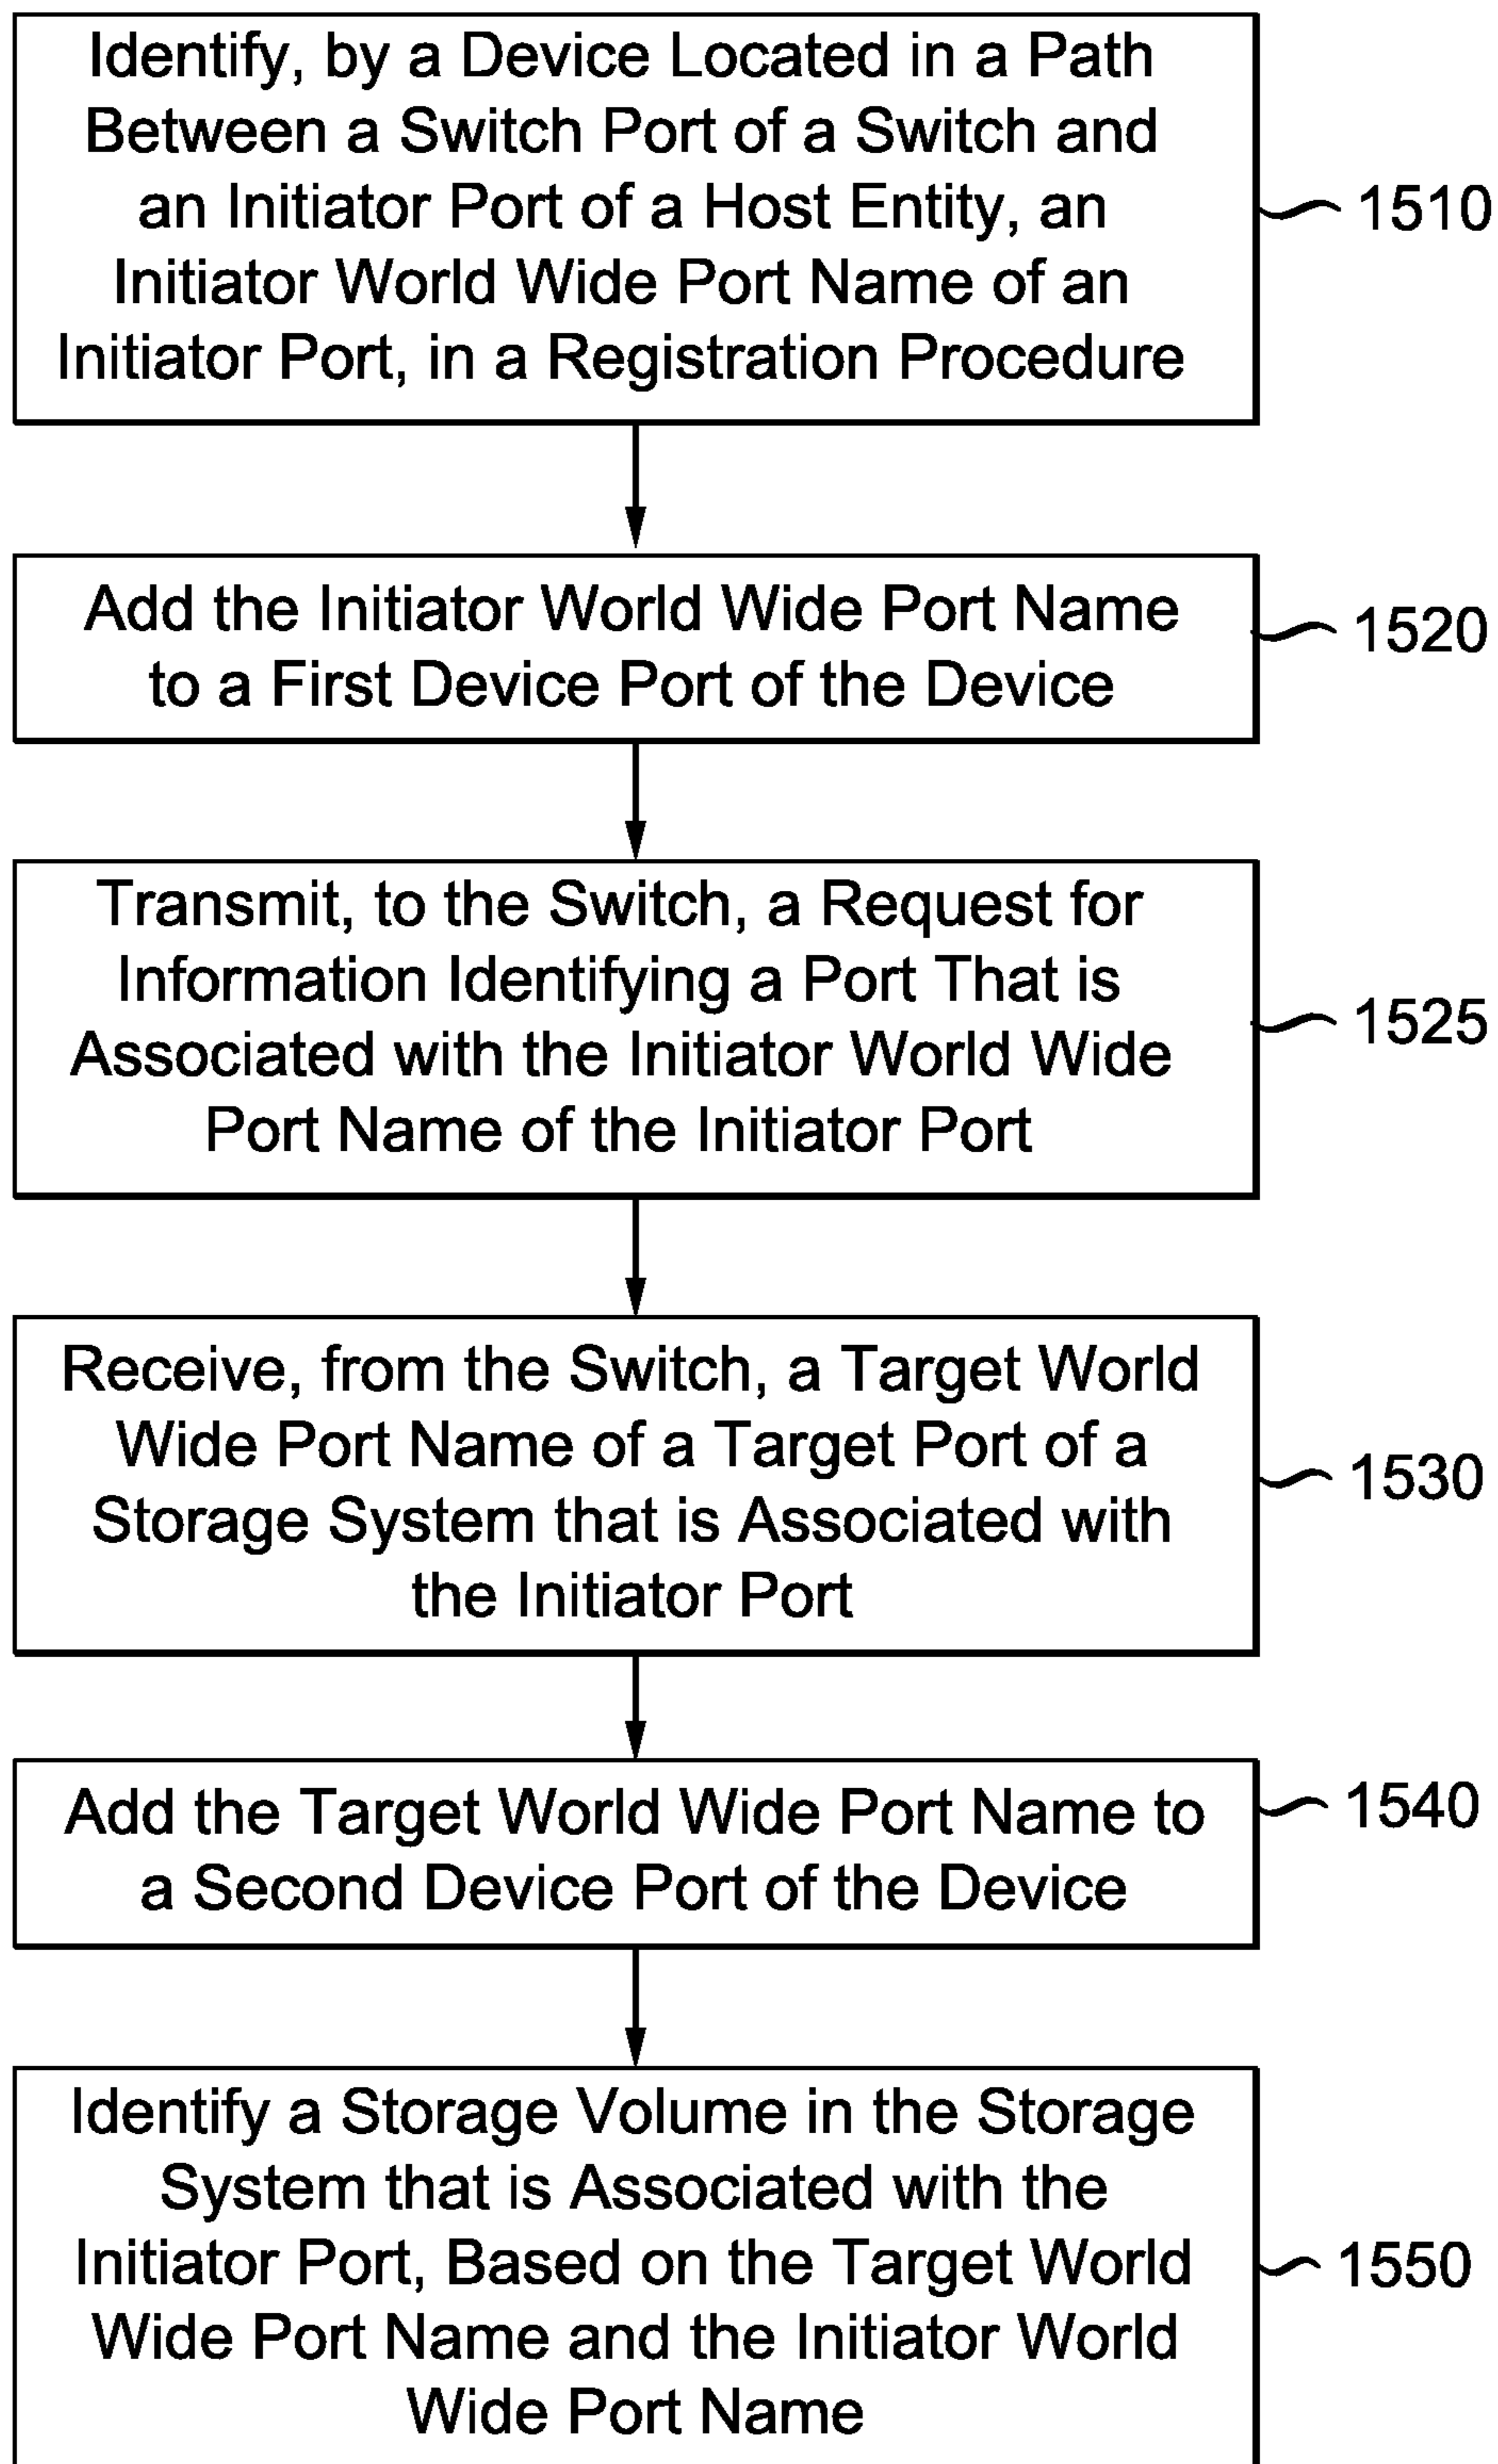 Identify, by a Device Located in a Path
Between a Switch Port of a Switch and
an Initiator Port of a Host Entity, an
Initiator World Wide Port Name of an
Initiator Port, in a Registration Procedure
1510
Add the Initiator World Wide Port Name
to a First Device Port of the Device
1520
Transmit, to the Switch, a Request for
Information Identifying a Port That is
Associated with the Initiator World Wide
Port Name of the Initiator Port
1525
Receive, from the Switch, a Target World
Wide Port Name of a Target Port of a
Storage System that is Associated with
the Initiator Port
1530
Add the Target World Wide Port Name to
a Second Device Port of the Device
1540
Identify a Storage Volume in the Storage
System that is Associated with the
Initiator Port, Based on the Target World
Wide Port Name and the Initiator World
Wide Port Name
1550